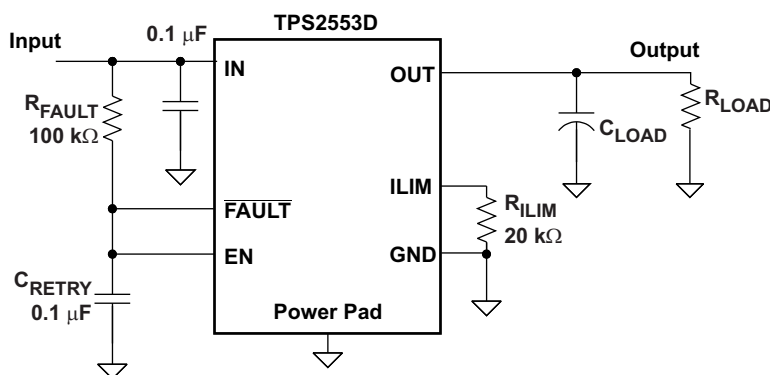 TPS2553D
Input
0.1 μF
Output
IN
OUT
R_FAULT
100 kΩ
C_LOAD
R_LOAD
ILIM
FAULT
R_ILIM
20 kΩ
EN
GND
C_RETRY
0.1 μF
Power Pad